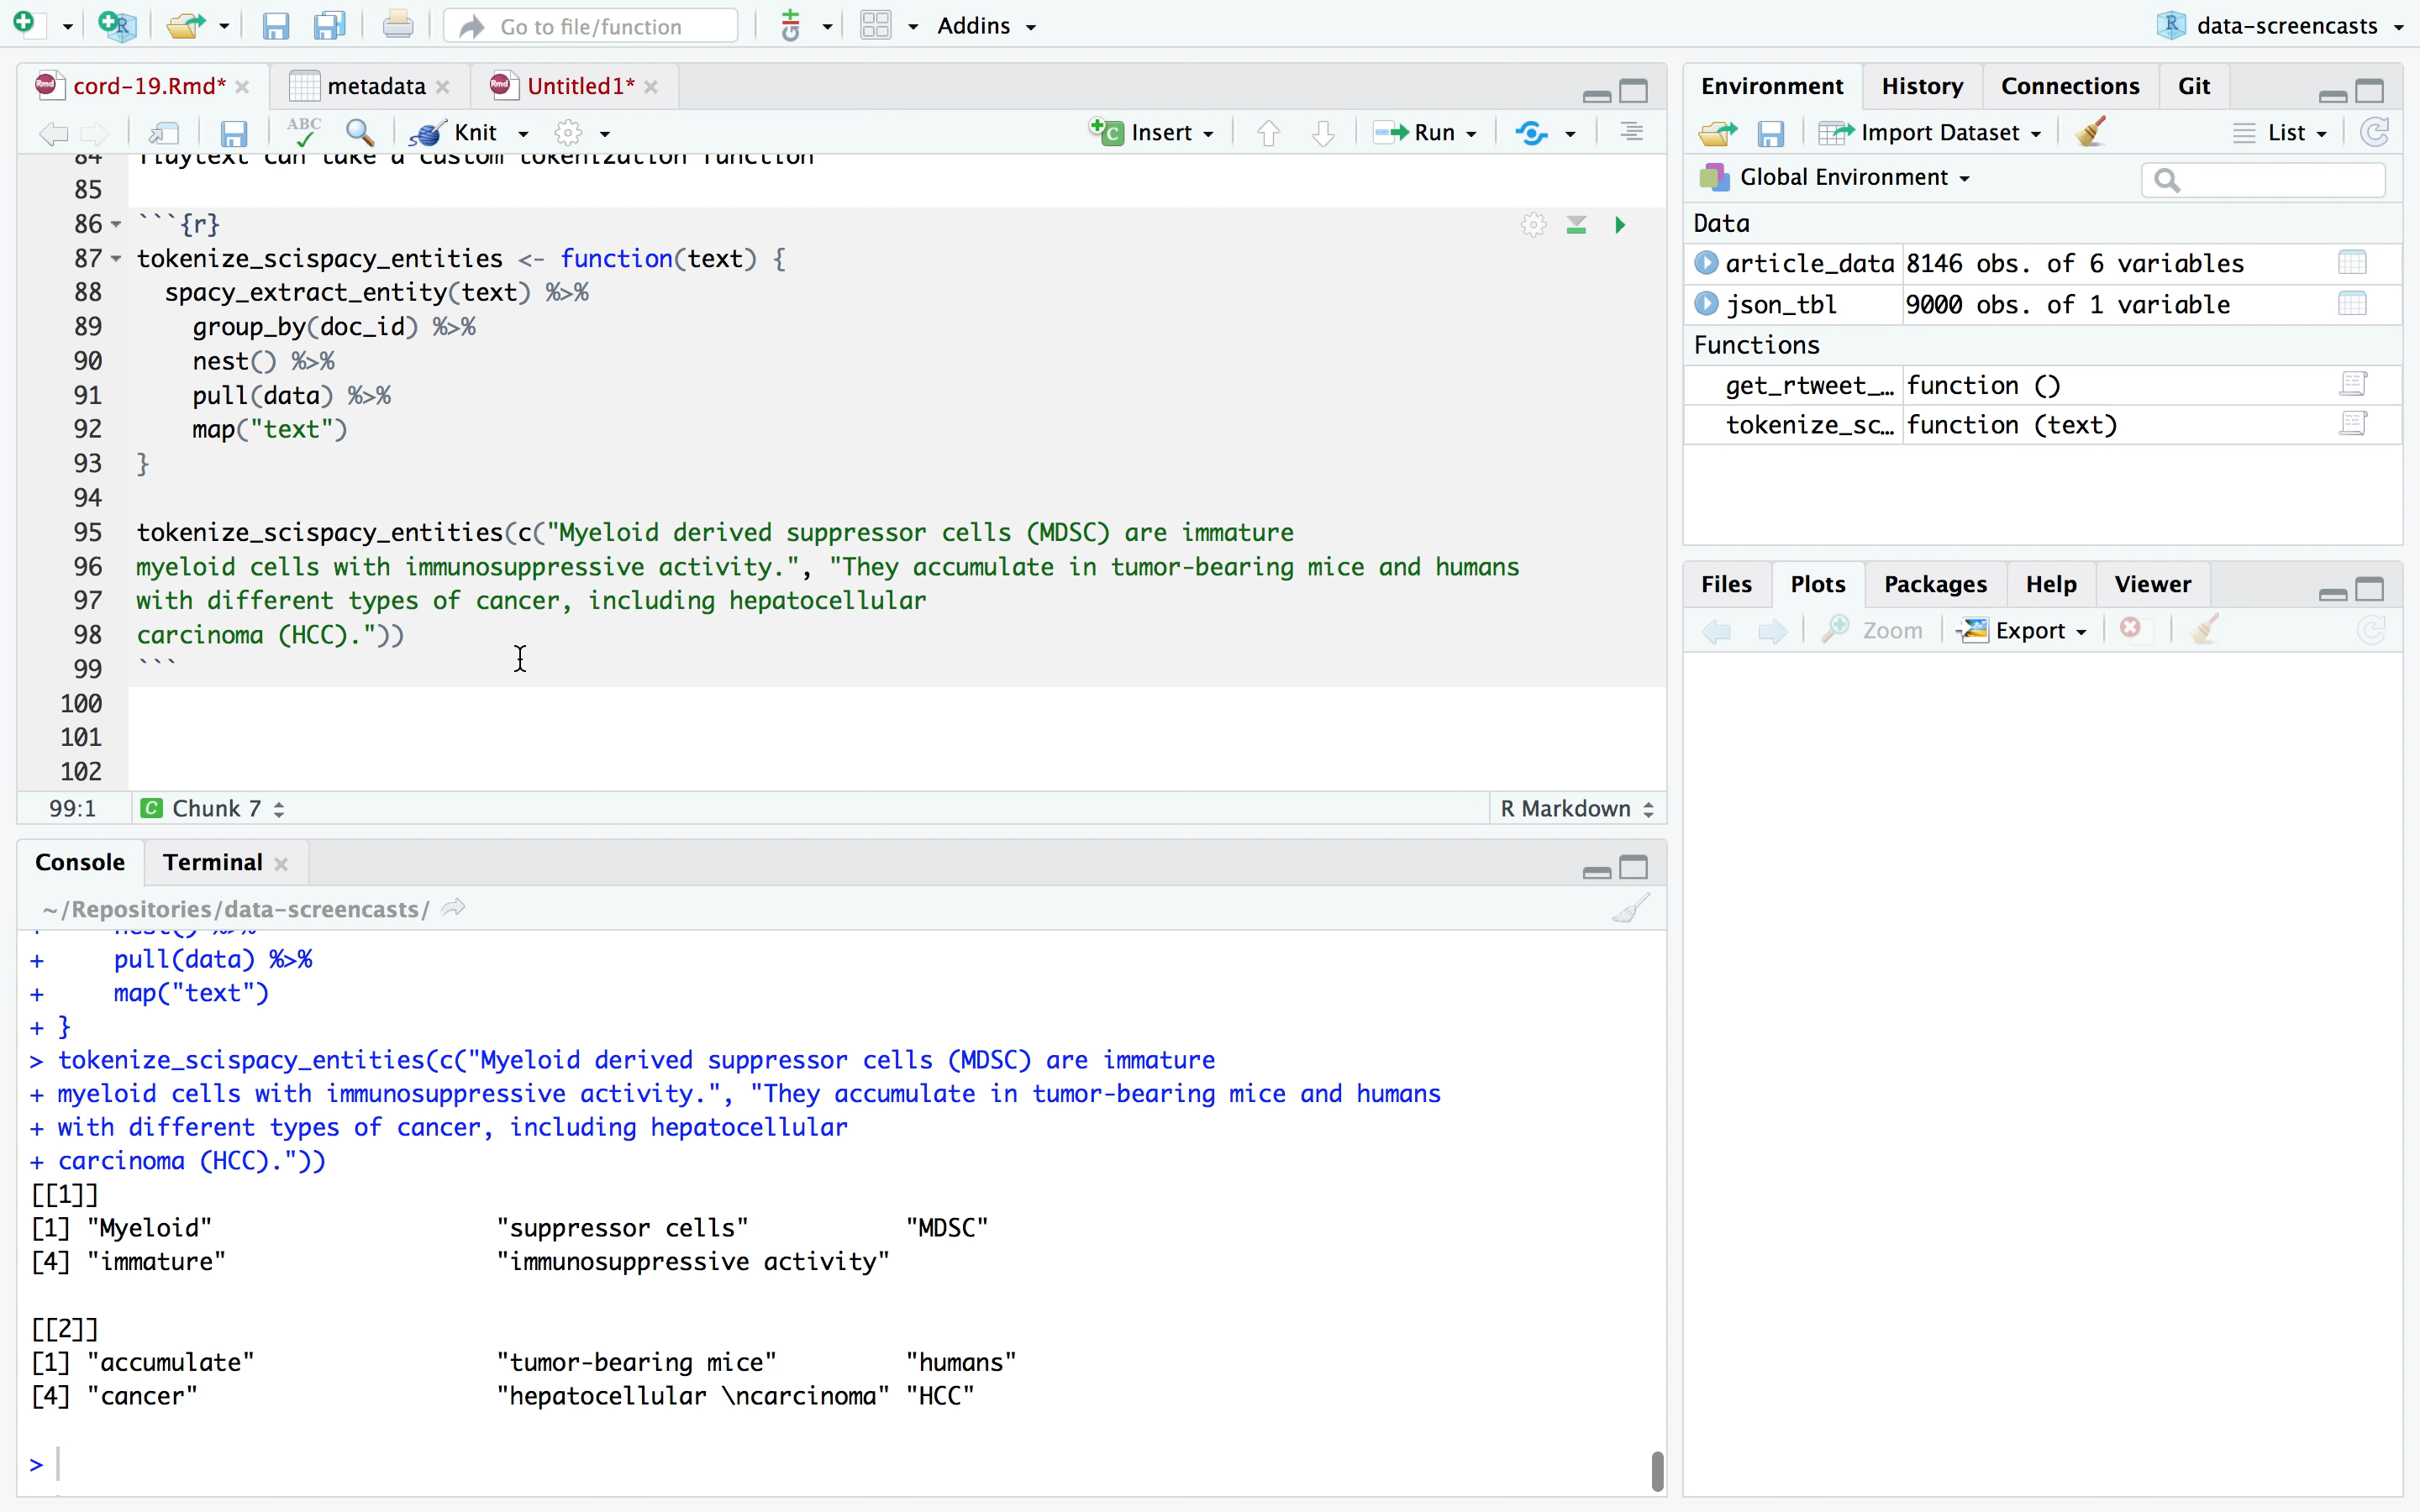 Go to file/function
Addins
data-screencasts
cord-19.Rmd*
metadata
Untitled1*
ABC
Knit
Insert
Run
84 Tidytext can take a custom tokenization function
85
86 ```{r}
87 tokenize_scispacy_entities <- function(text) {
88 spacy_extract_entity(text) %>%
89 group_by(doc_id) %>%
90 nest() %>%
91 pull(data) %>%
92 map("text")
93 }
94
95 tokenize_scispacy_entities(c("Myeloid derived suppressor cells (MDSC) are immature
96 myeloid cells with immunosuppressive activity.", "They accumulate in tumor-bearing mice and humans
97 with different types of cancer, including hepatocellular
98 carcinoma (HCC)."))
99 ```
100
101
102
99:1 C Chunk 7 R Markdown
Console Terminal
~/Repositories/data-screencasts/
+ nest() %>%
+ pull(data) %>%
+ map("text")
+ }
> tokenize_scispacy_entities(c("Myeloid derived suppressor cells (MDSC) are immature
+ myeloid cells with immunosuppressive activity.", "They accumulate in tumor-bearing mice and humans
+ with different types of cancer, including hepatocellular
+ carcinoma (HCC)."))
[[1]]
[1] "Myeloid" "suppressor cells" "MDSC"
[4] "immature" "immunosuppressive activity"
[[2]]
[1] "accumulate" "tumor-bearing mice" "humans"
[4] "cancer" "hepatocellular \ncarcinoma" "HCC"
>
Environment History Connections Git
Import Dataset List
Global Environment
Data
article_data 8146 obs. of 6 variables
json_tbl 9000 obs. of 1 variable
Functions
get_rtweet_… function ()
tokenize_sc… function (text)
Files Plots Packages Help Viewer
Zoom Export